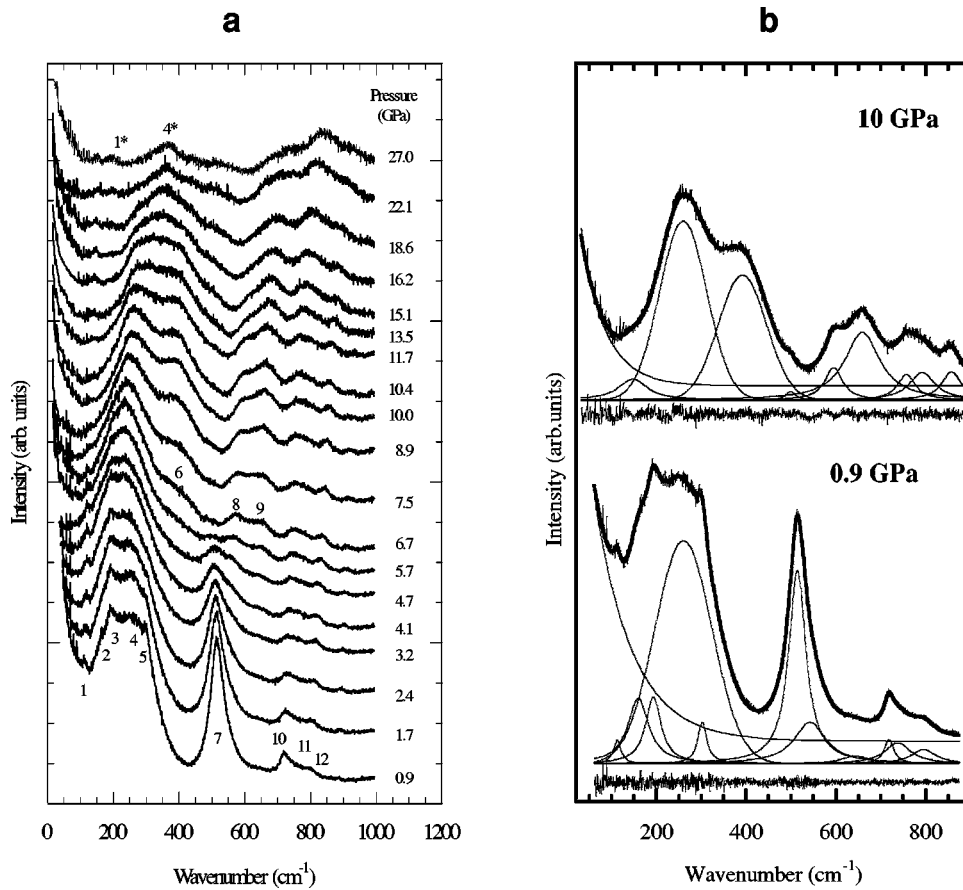 a
b
Pressure
(GPa)
1*
4*
27.0
22.1
18.6
16.2
15.1
13.5
11.7
10.4
10.0
8.9
7.5
6
8
9
6.7
5.7
4.7
4.1
3.2
2.4
1.7
0.9
1
2
3
4
5
7
10
11
12
Intensity (arb. units)
0 200 400 600 800 1000 1200
Wavenumber (cm-1)
10 GPa
0.9 GPa
Intensity (arb.units)
200 400 600 800
Wavenumber (cm-1)